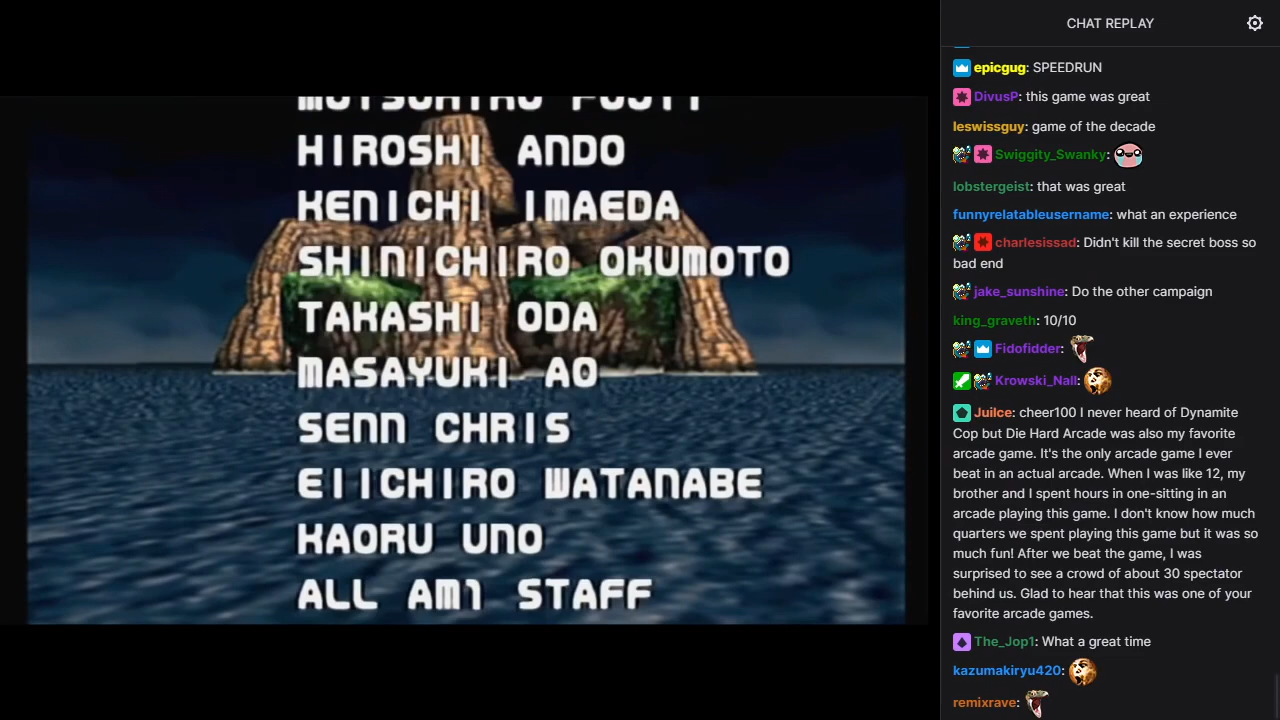 MUTSUHIRO FUJII
HIROSHI ANDO
KENICHI IMAEDA
SHINICHIRO OKUMOTO
TAKASHI ODA
MASAYUKI AO
SENN CHRIS
EIICHIRO WATANABE
KAORU UNO
ALL AM1 STAFF
CHAT REPLAY
epicgug: SPEEDRUN
DivusP: this game was great
leswissguy: game of the decade
Swiggity_Swanky:
lobstergeist: that was great
funnyrelatableusername: what an experience
charlesissad: Didn't kill the secret boss so
bad end
jake_sunshine: Do the other campaign
king_graveth: 10/10
Fidofidder:
Krowski_Nall:
Juilce: cheer100 I never heard of Dynamite
Cop but Die Hard Arcade was also my favorite
arcade game. It's the only arcade game I ever
beat in an actual arcade. When I was like 12, my
brother and I spent hours in one-sitting in an
arcade playing this game. I don't know how much
quarters we spent playing this game but it was so
much fun! After we beat the game, I was
surprised to see a crowd of about 30 spectator
behind us. Glad to hear that this was one of your
favorite arcade games.
The_Jop1: What a great time
kazumakiryu420:
remixrave: